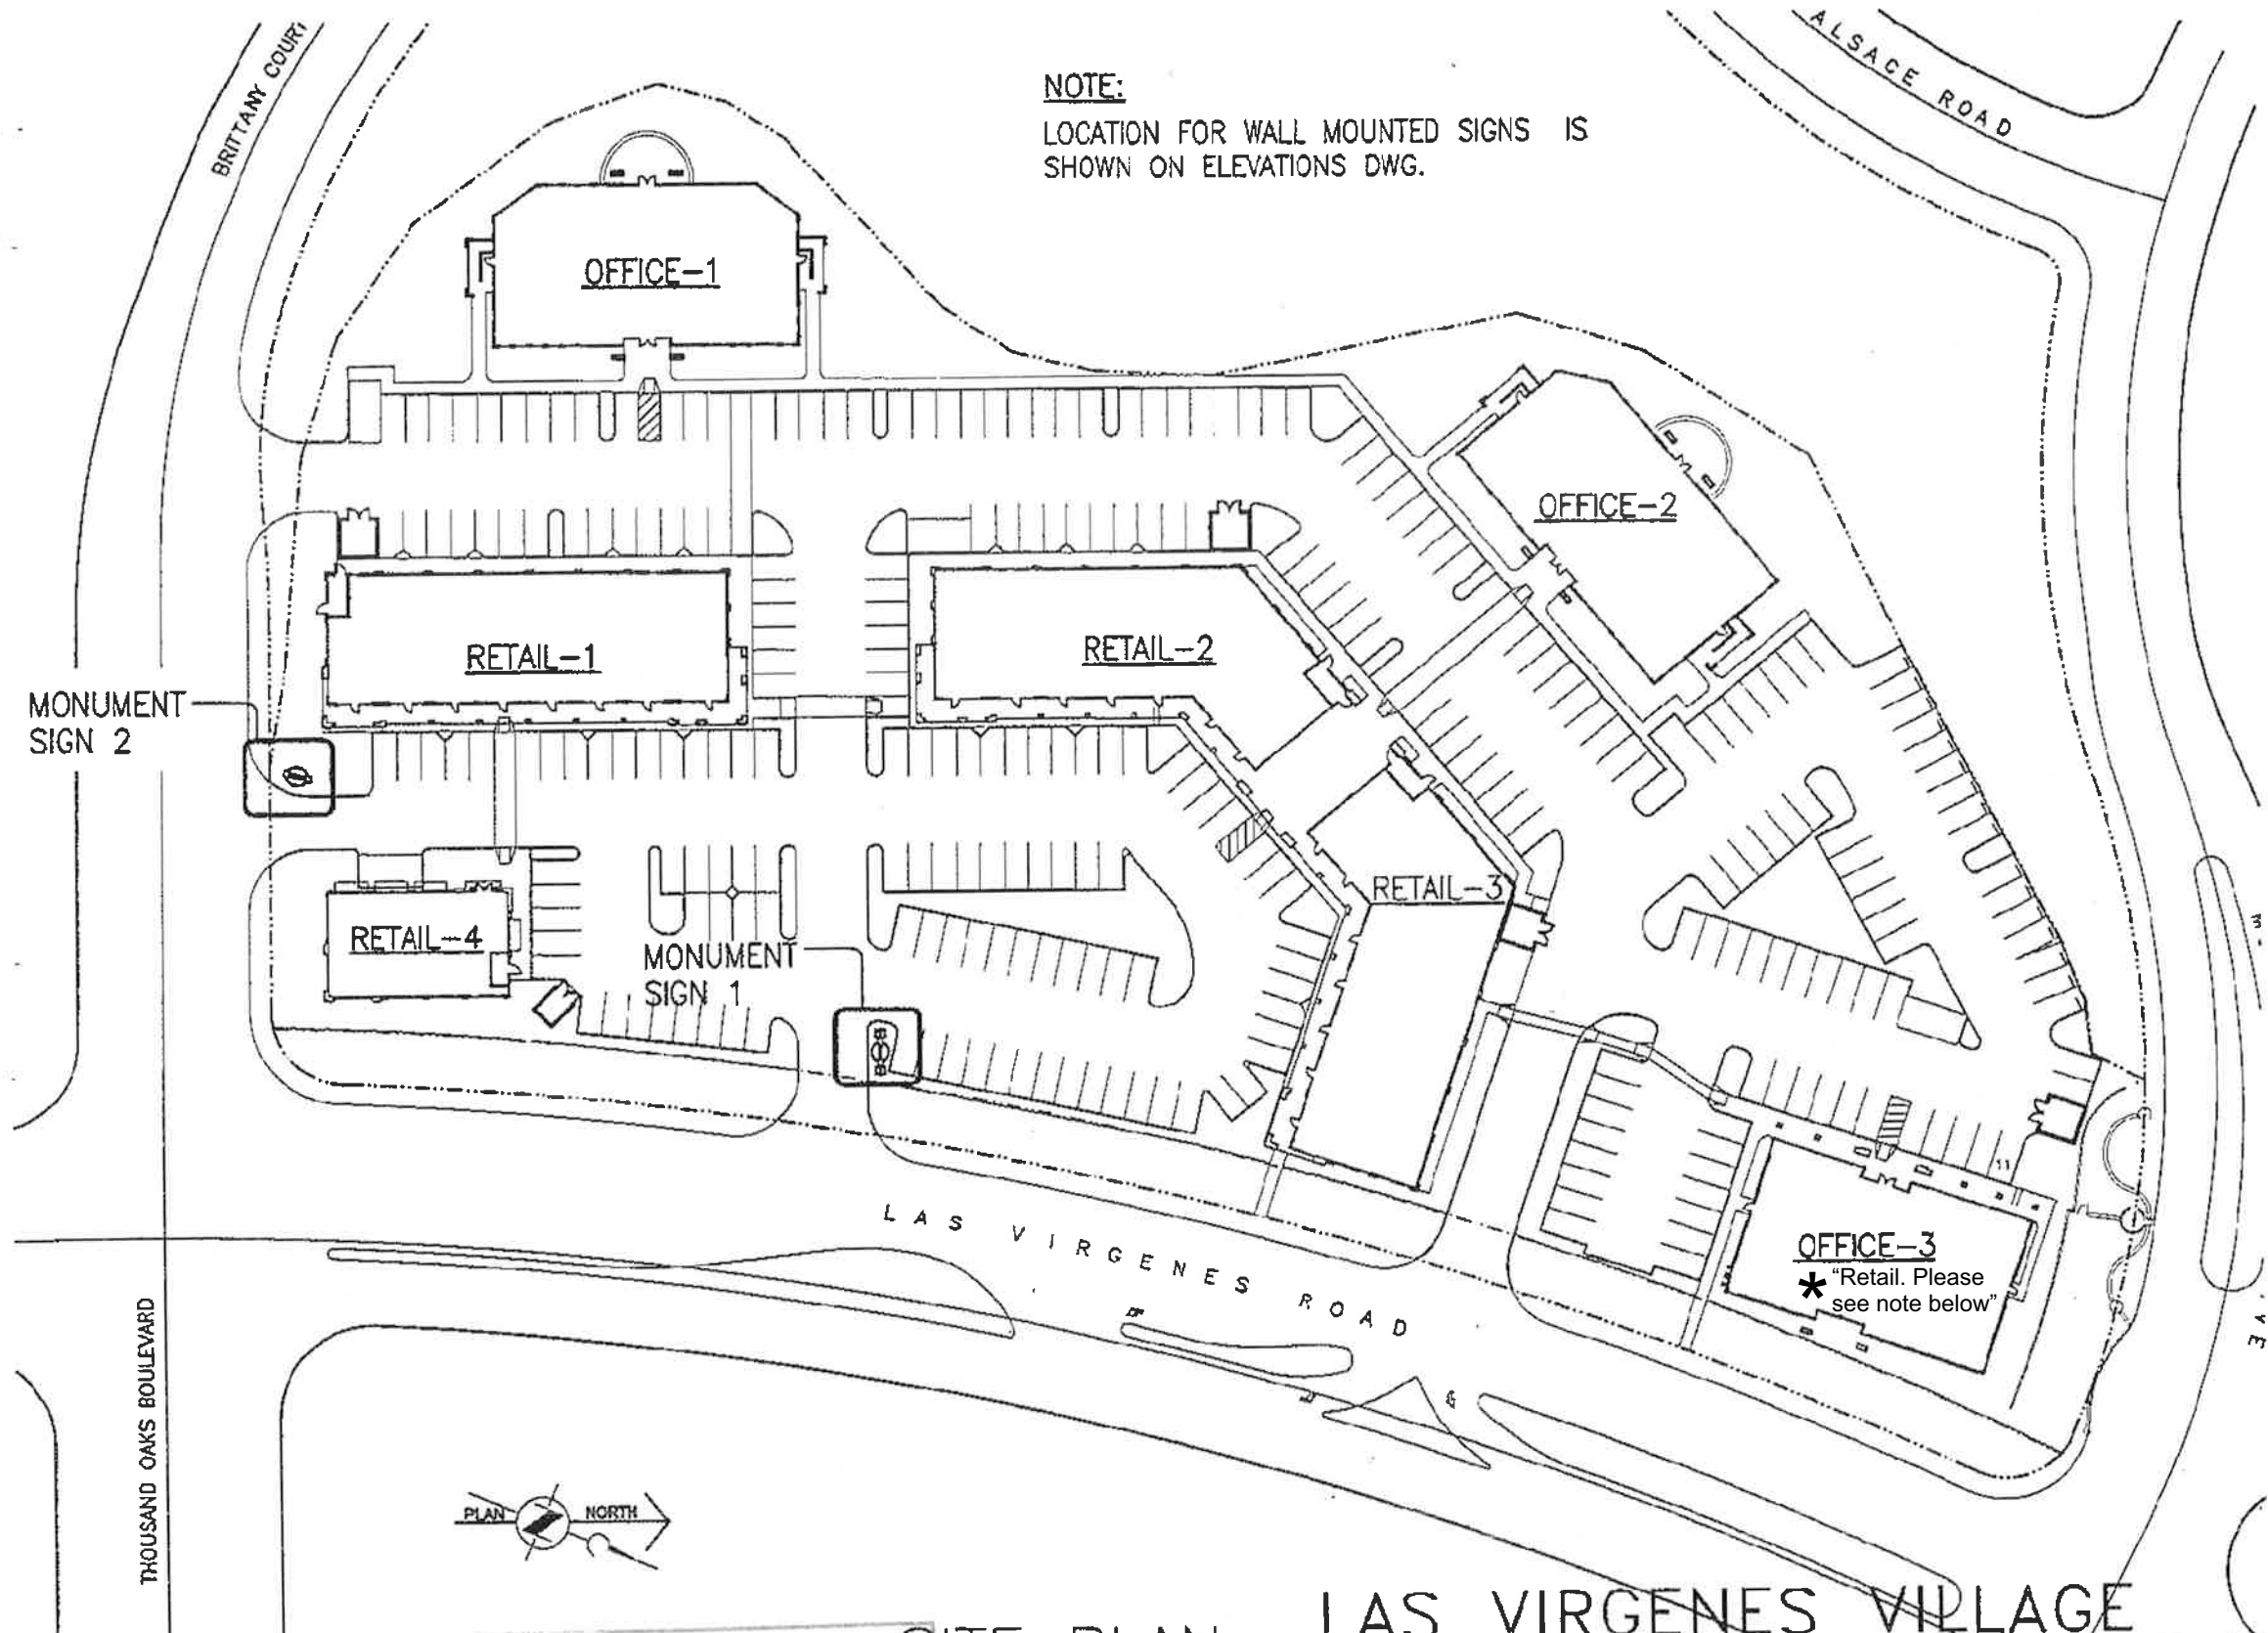 BRITTANY COURT
ALSACE ROAD
NOTE:
LOCATION FOR WALL MOUNTED SIGNS IS
SHOWN ON ELEVATIONS DWG.
OFFICE-1
OFFICE-2
RETAIL-1
RETAIL-2
MONUMENT
SIGN 2
RETAIL-3
RETAIL-4
MONUMENT
SIGN 1
LAS VIRGENES ROAD
OFFICE-3
* “Retail. Please
see note below”
THOUSAND OAKS BOULEVARD
PLAN NORTH
SITE PLAN
LAS VIRGENES VILLAGE